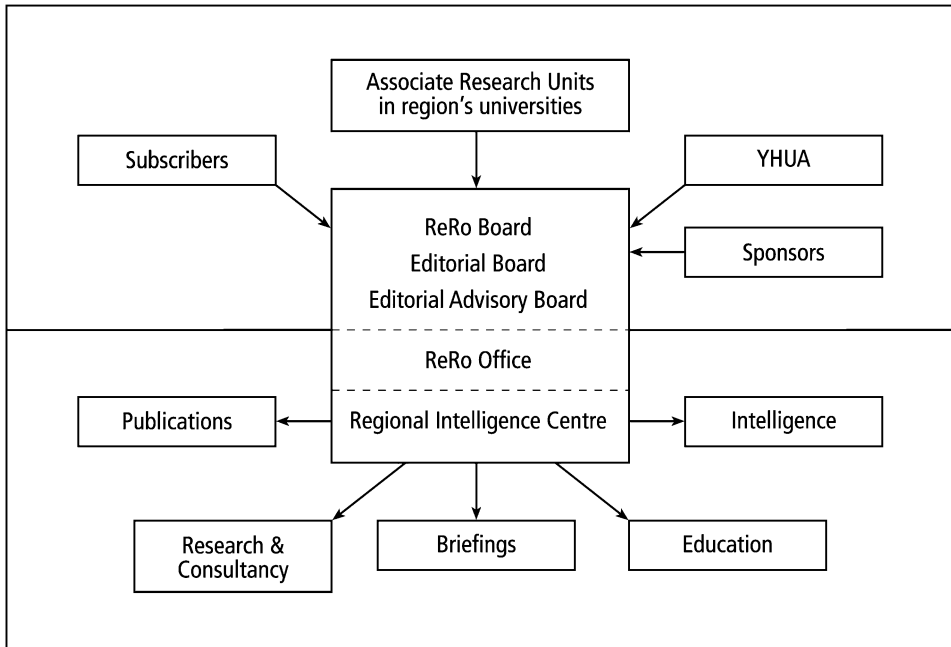 Associate Research Units
in region’s universities
Subscribers
YHUA
ReRo Board
Sponsors
Editorial Board
Editorial Advisory Board
ReRo Office
Publications
Regional Intelligence Centre
Intelligence
Research &
Consultancy
Briefings
Education